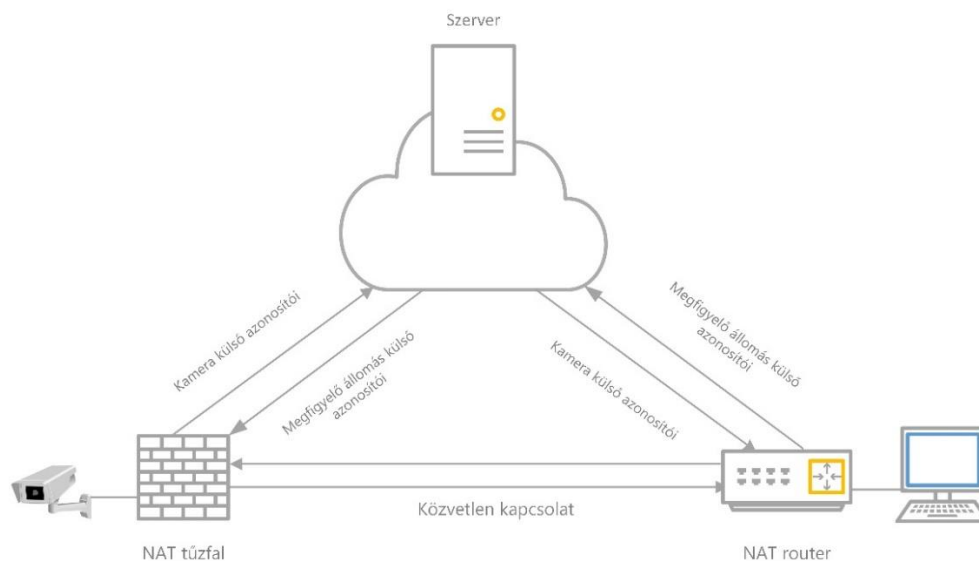 Szerver
Kamera külső azonosítói
Megfigyelő állomás külső
azonosítói
Kamera külső azonosítói
Megfigyelő állomás külső
azonosítói
Közvetlen kapcsolat
NAT tűzfal
NAT router